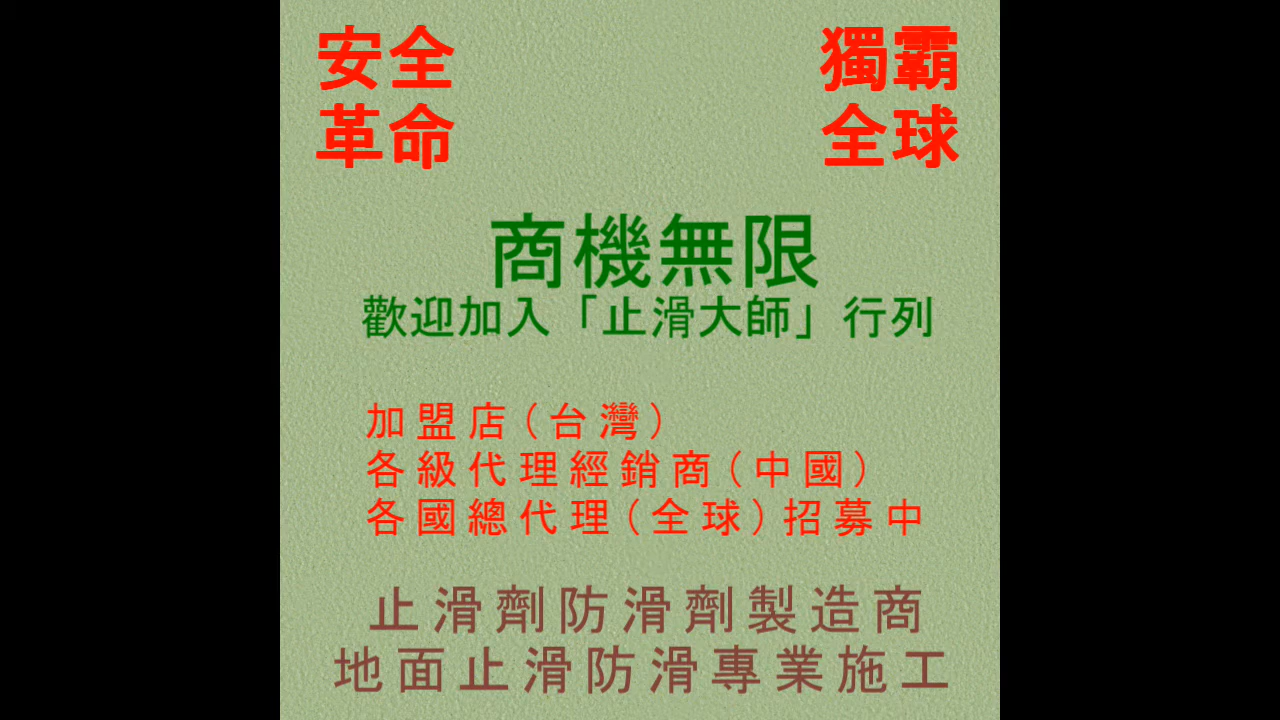 安全
革命
獨霸
全球
商機無限
歡迎加入「止滑大師」行列
加盟店(台灣)
各級代理經銷商(中國)
各國總代理(全球)招募中
止滑劑防滑劑製造商
地面止滑防滑專業施工